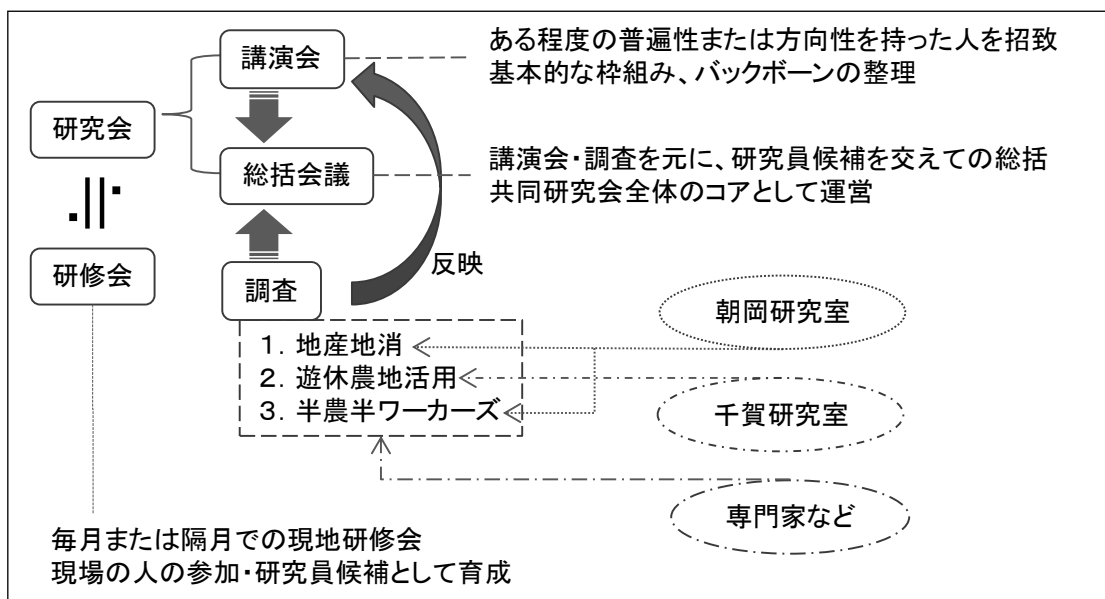 講演会
ある程度の普遍性または方向性を持った人を招致
基本的な枠組み、バックボーンの整理
研究会
総括会議
講演会・調査を元に、研究員候補を交えての総括
共同研究会全体のコアとして運営
研修会
調査
反映
朝岡研究室
1．地産地消
2．遊休農地活用
3．半農半ワーカーズ
千賀研究室
専門家など
毎月または隔月での現地研修会
現場の人の参加・研究員候補として育成